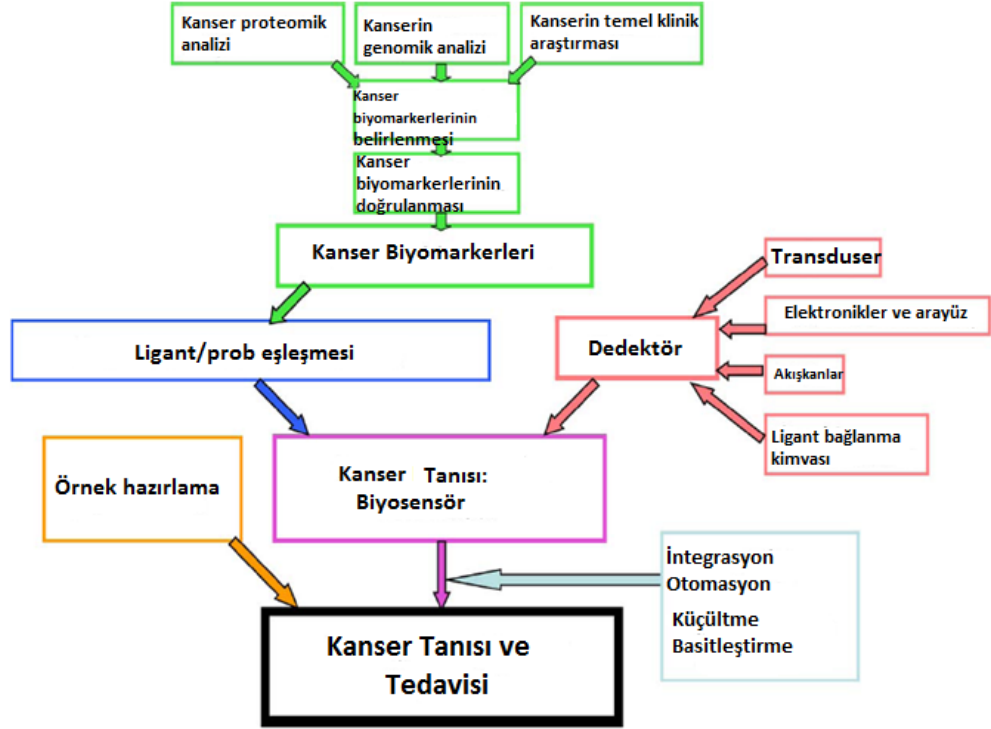 Kanser proteomik
analizi
Kanserin
genomik analizi
Kanserin temel klinik
araştırması
Kanser
biyomarkerlerinin
belirlenmesi
Kanser
biyomarkerlerinin
doğrulanması
Kanser Biyomarkerleri
Transduser
Elektronikler ve arayüz
Ligant/prob eşleşmesi
Dedektör
Akışkanlar
Ligant bağlanma
kimvası
Örnek hazırlama
Kanser Tanısı:
Biyosensör
İntegrasyon
Otomasyon
Küçültme
Basitleştirme
Kanser Tanısı ve
Tedavisi